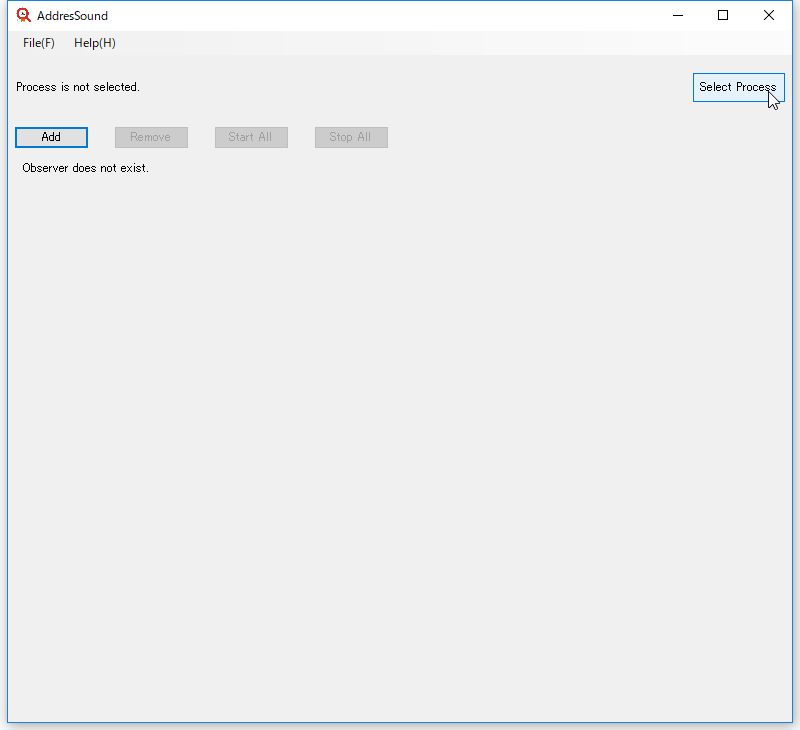 AddresSound
File(F) Help(H)
Process is not selected. Select Process
Add Remove Start All Stop All
Observer does not exist.